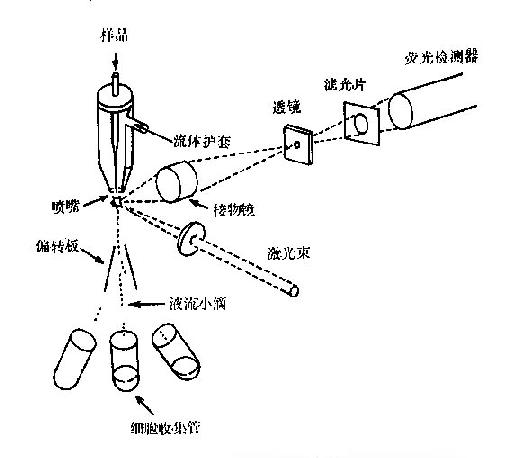 样品
荧光检测器
滤光片
透镜
流体护套
喷嘴
接物镜
偏转板
激光束
液流小滴
细胞收集管